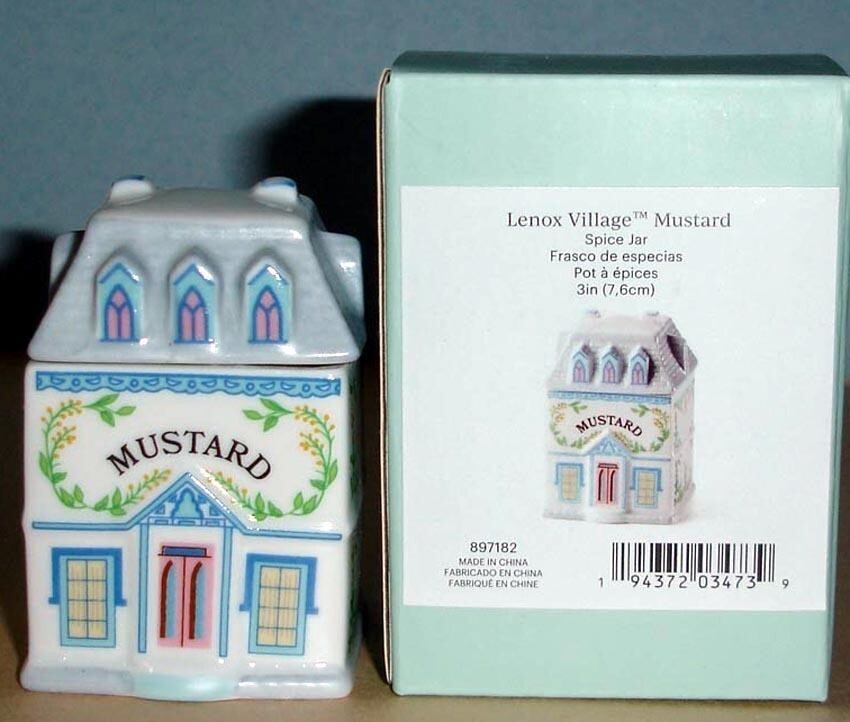 MUSTARD
Lenox Village™ Mustard
Spice Jar
Frasco de especias
Pot à épices
3in (7,6cm)
MUSTARD
897182
MADE IN CHINA
FABRICADO EN CHINA
FABRIQUÉ EN CHINE
1 94372 03473 9